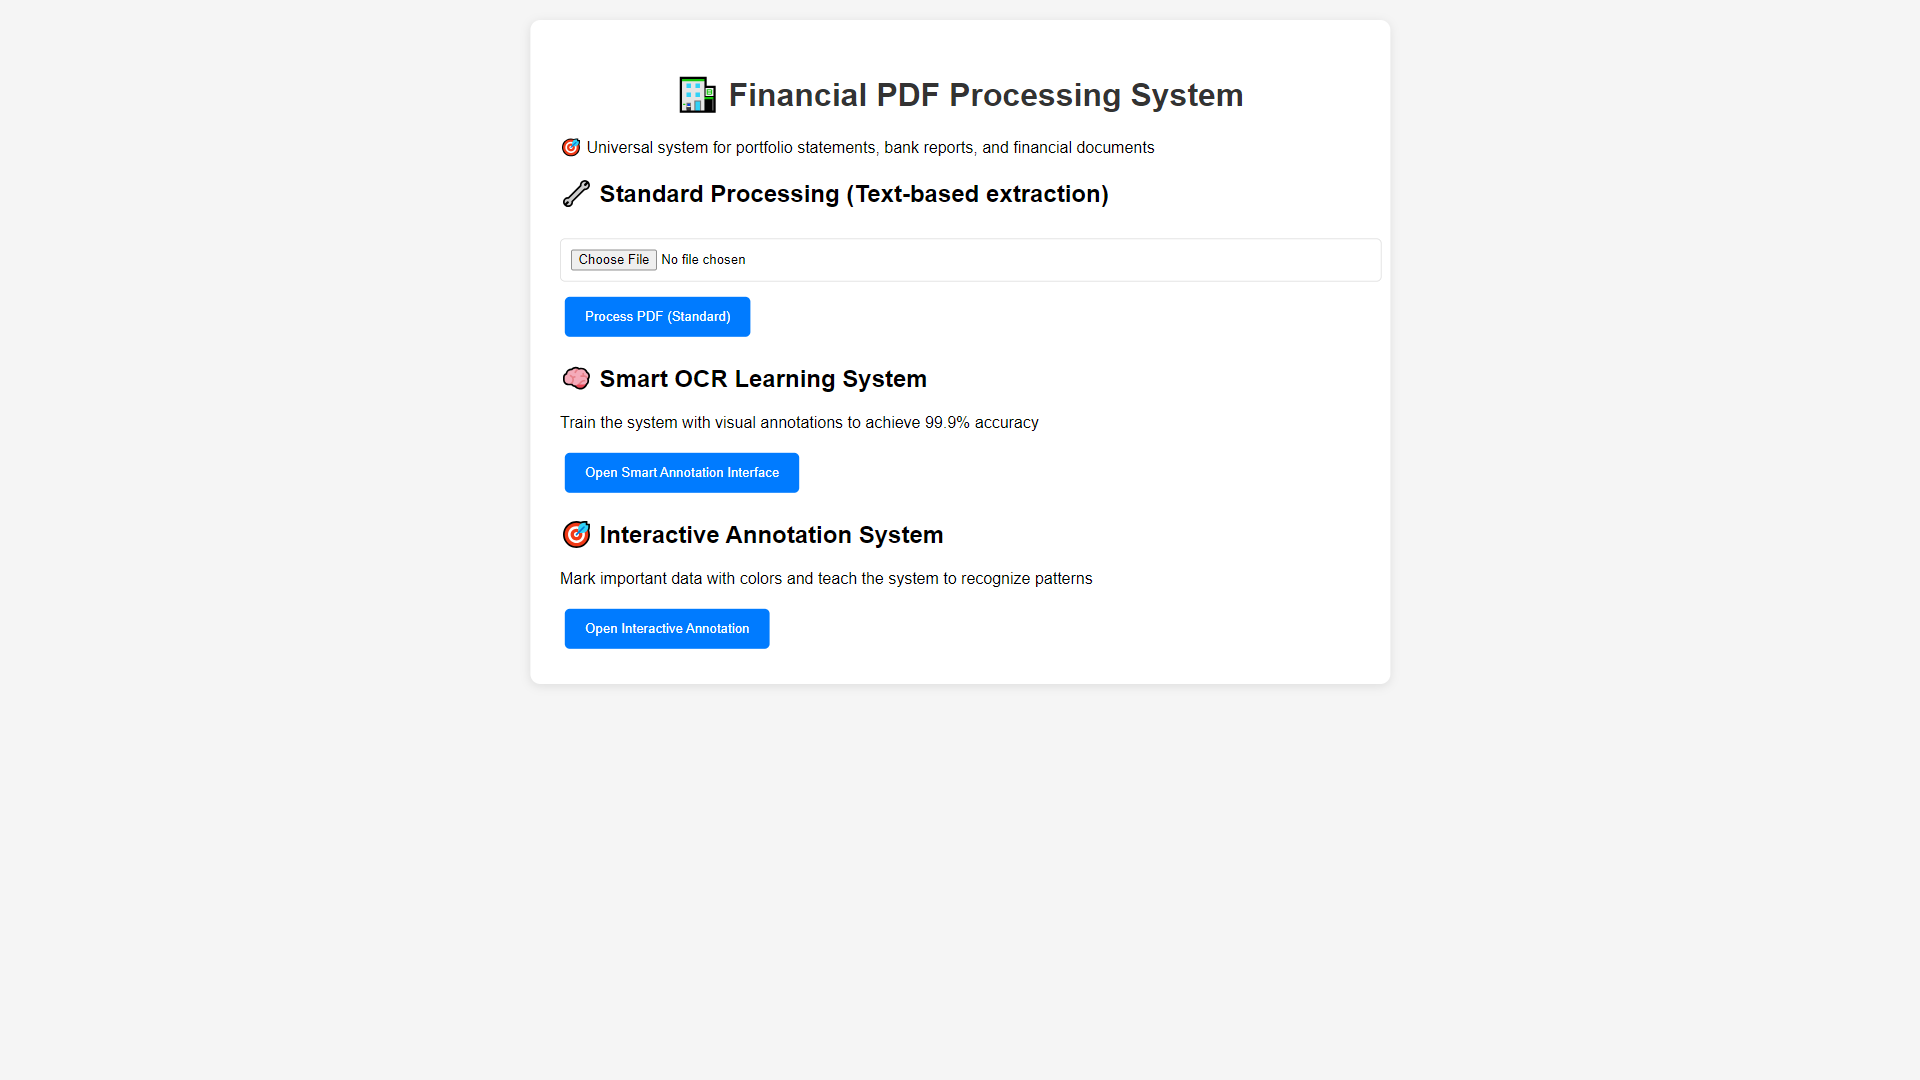 Financial PDF Processing System
Universal system for portfolio statements, bank reports, and financial documents
Standard Processing (Text-based extraction)
Choose File No file chosen
Process PDF (Standard)
Smart OCR Learning System
Train the system with visual annotations to achieve 99.9% accuracy
Open Smart Annotation Interface
Interactive Annotation System
Mark important data with colors and teach the system to recognize patterns
Open Interactive Annotation